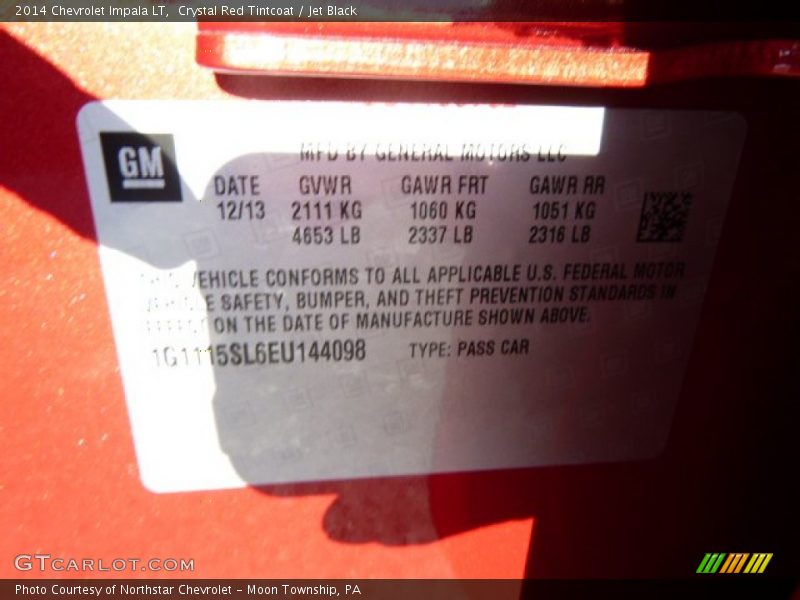 2014 Chevrolet Impala LT,  Crystal Red Tintcoat / Jet Black
MFD BY GENERAL MOTORS LLC
GM
DATE GVWR GAWR FRT GAWR RR
12/13 2111 KG 1060 KG 1051 KG
4653 LB 2337 LB 2316 LB
VEHICLE CONFORMS TO ALL APPLICABLE U.S. FEDERAL MOTOR
SAFETY, BUMPER, AND THEFT PREVENTION STANDARDS IN
ON THE DATE OF MANUFACTURE SHOWN ABOVE.
1G1115SL6EU144098 TYPE: PASS CAR
GTCARLOT.COM
Photo Courtesy of Northstar Chevrolet - Moon Township, PA